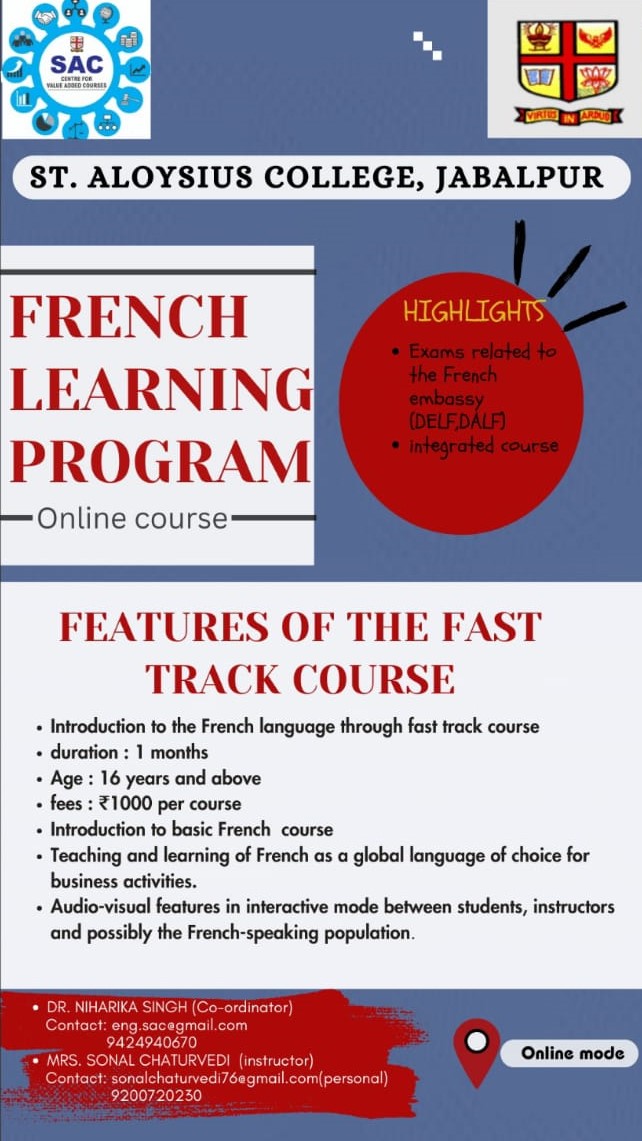 SAC
CENTRE FOR
VALUE ADDED COURSES
VIRTUS IN ARDUO
ST. ALOYSIUS COLLEGE, JABALPUR
FRENCH
LEARNING
PROGRAM
Online course
HIGHLIGHTS
• Exams related to
the French
embassy
(DELF,DALF)
• integrated course
FEATURES OF THE FAST
TRACK COURSE
• Introduction to the French language through fast track course
• duration : 1 months
• Age : 16 years and above
• fees : ₹1000 per course
• Introduction to basic French course
• Teaching and learning of French as a global language of choice for
business activities.
• Audio-visual features in interactive mode between students, instructors
and possibly the French-speaking population.
• DR. NIHARIKA SINGH (Co-ordinator)
Contact: eng.sac@gmail.com
9424940670
• MRS. SONAL CHATURVEDI (instructor)
Contact: sonalchaturvedi76@gmail.com(personal)
9200720230
Online mode